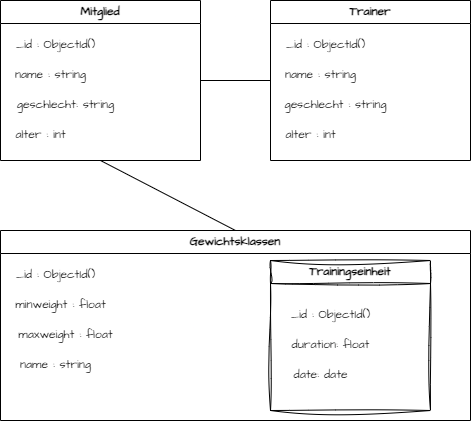 Mitglied
_id : ObjectId()
name : string
geschlecht: string
alter : int
Trainer
_id : ObjectId()
name : string
geschlecht : string
alter : int
Gewichtsklassen
_id : ObjectId()
minweight : float
maxweight : float
name : string
Trainingseinheit
_id : ObjectId()
duration: float
date: date